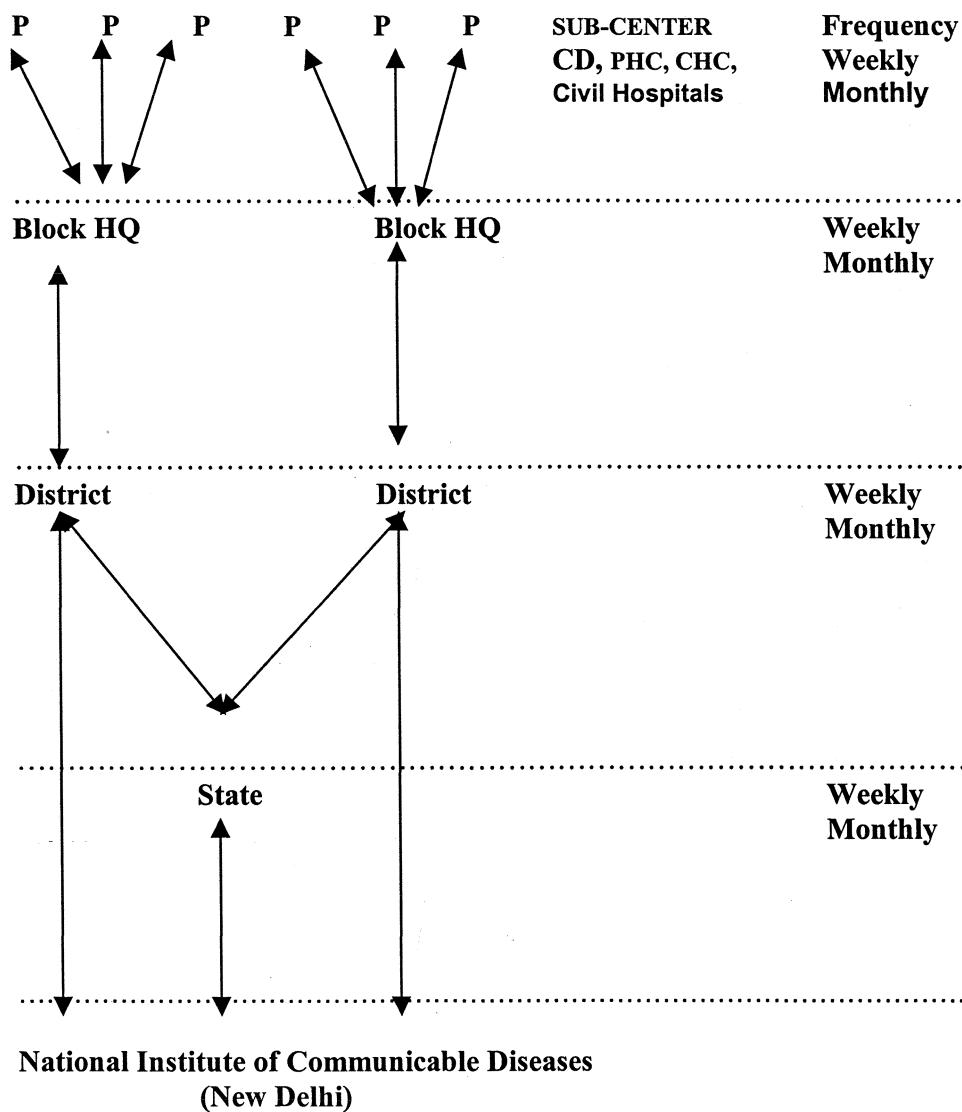 P P P P P P SUB-CENTER Frequency
CD, PHC, CHC, Weekly
Civil Hospitals Monthly
Block HQ Block HQ Weekly
Monthly
District District Weekly
Monthly
State Weekly
Monthly
National Institute of Communicable Diseases
(New Delhi)